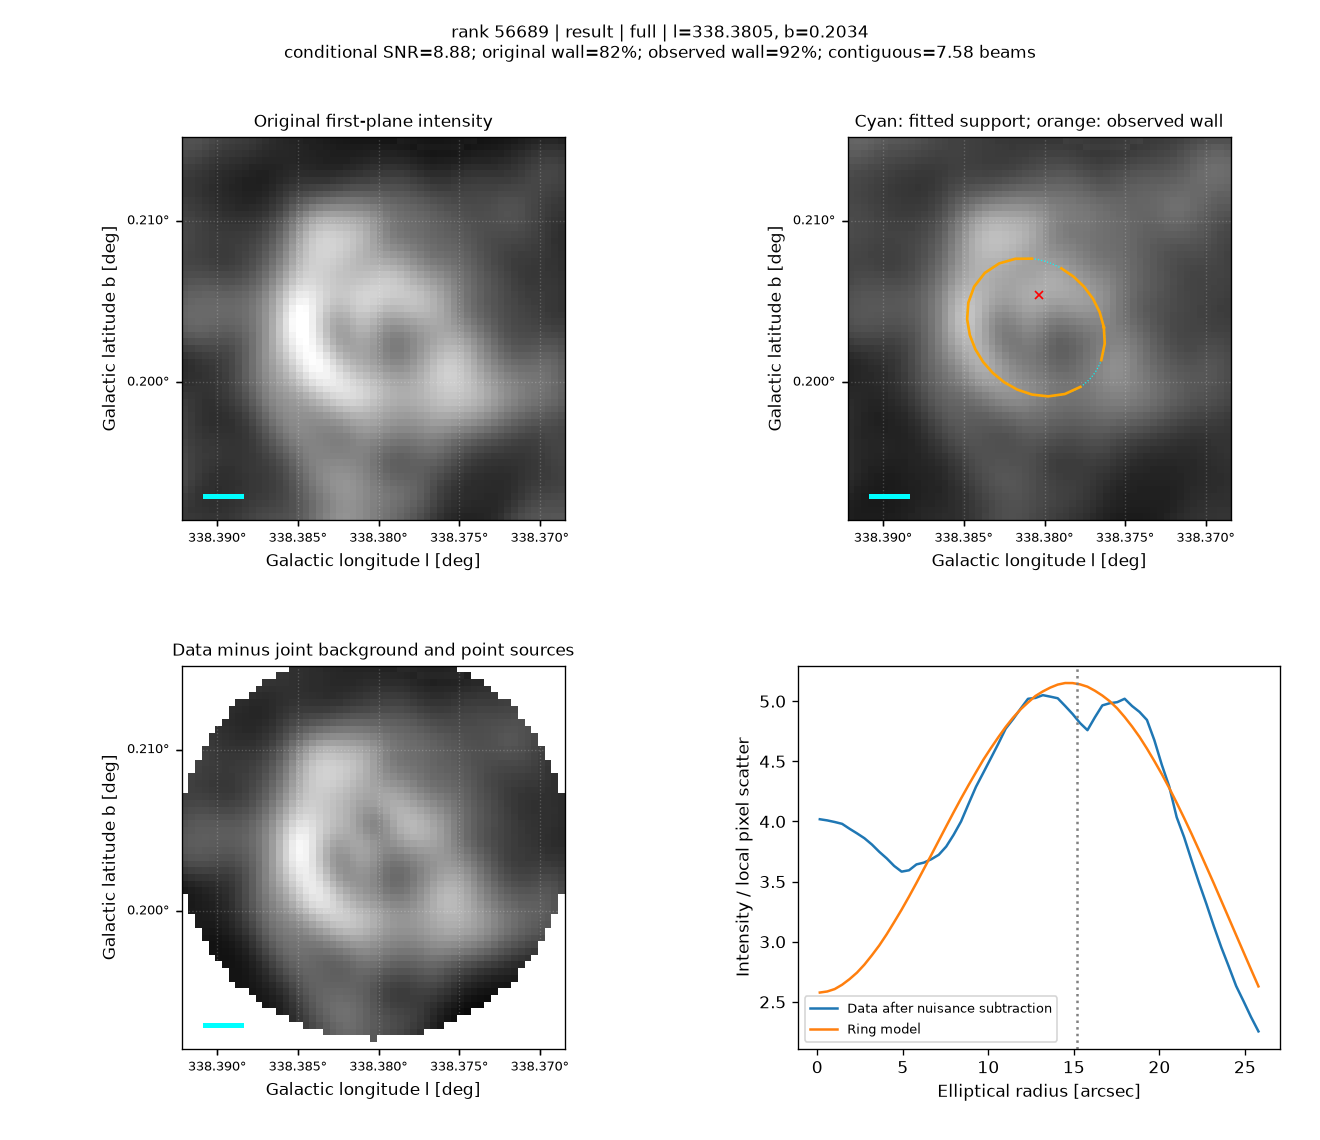 rank 56689 | result | full | l=338.3805, b=0.2034
conditional SNR=8.88; original wall=82%; observed wall=92%; contiguous=7.58 beams
Original first-plane intensity
0.210°
0.200°
Galactic latitude b [deg]
338.390° 338.385° 338.380° 338.375° 338.370°
Galactic longitude l [deg]
Cyan: fitted support; orange: observed wall
0.210°
0.200°
Galactic latitude b [deg]
338.390° 338.385° 338.380° 338.375° 338.370°
Galactic longitude l [deg]
Data minus joint background and point sources
0.210°
0.200°
Galactic latitude b [deg]
338.390° 338.385° 338.380° 338.375° 338.370°
Galactic longitude l [deg]
5.0
4.5
4.0
3.5
3.0
2.5
Intensity / local pixel scatter
Data after nuisance subtraction
Ring model
0 5 10 15 20 25
Elliptical radius [arcsec]